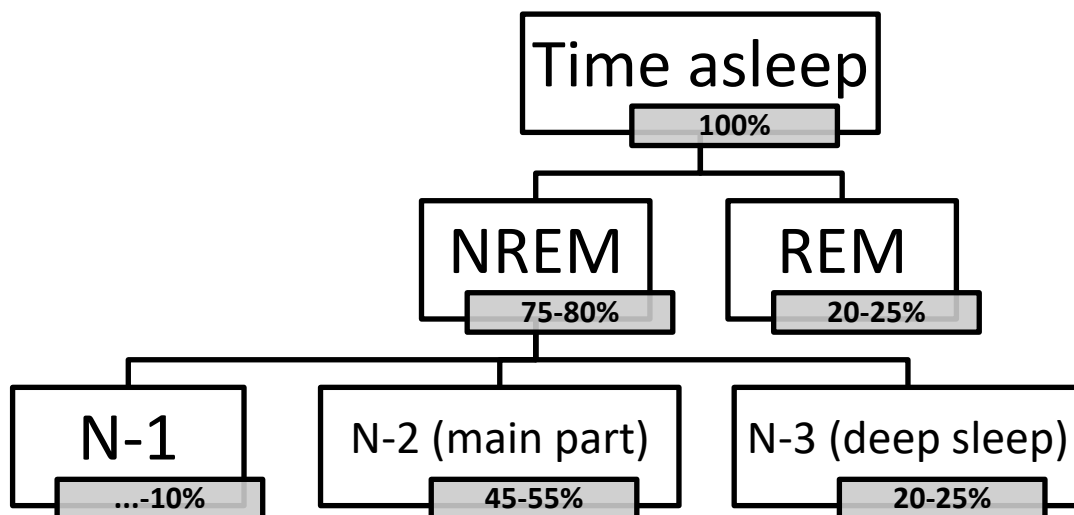 Time asleep
100%
NREM
75-80%
REM
20-25%
N-1
...-10%
N-2 (main part)
45-55%
N-3 (deep sleep)
20-25%